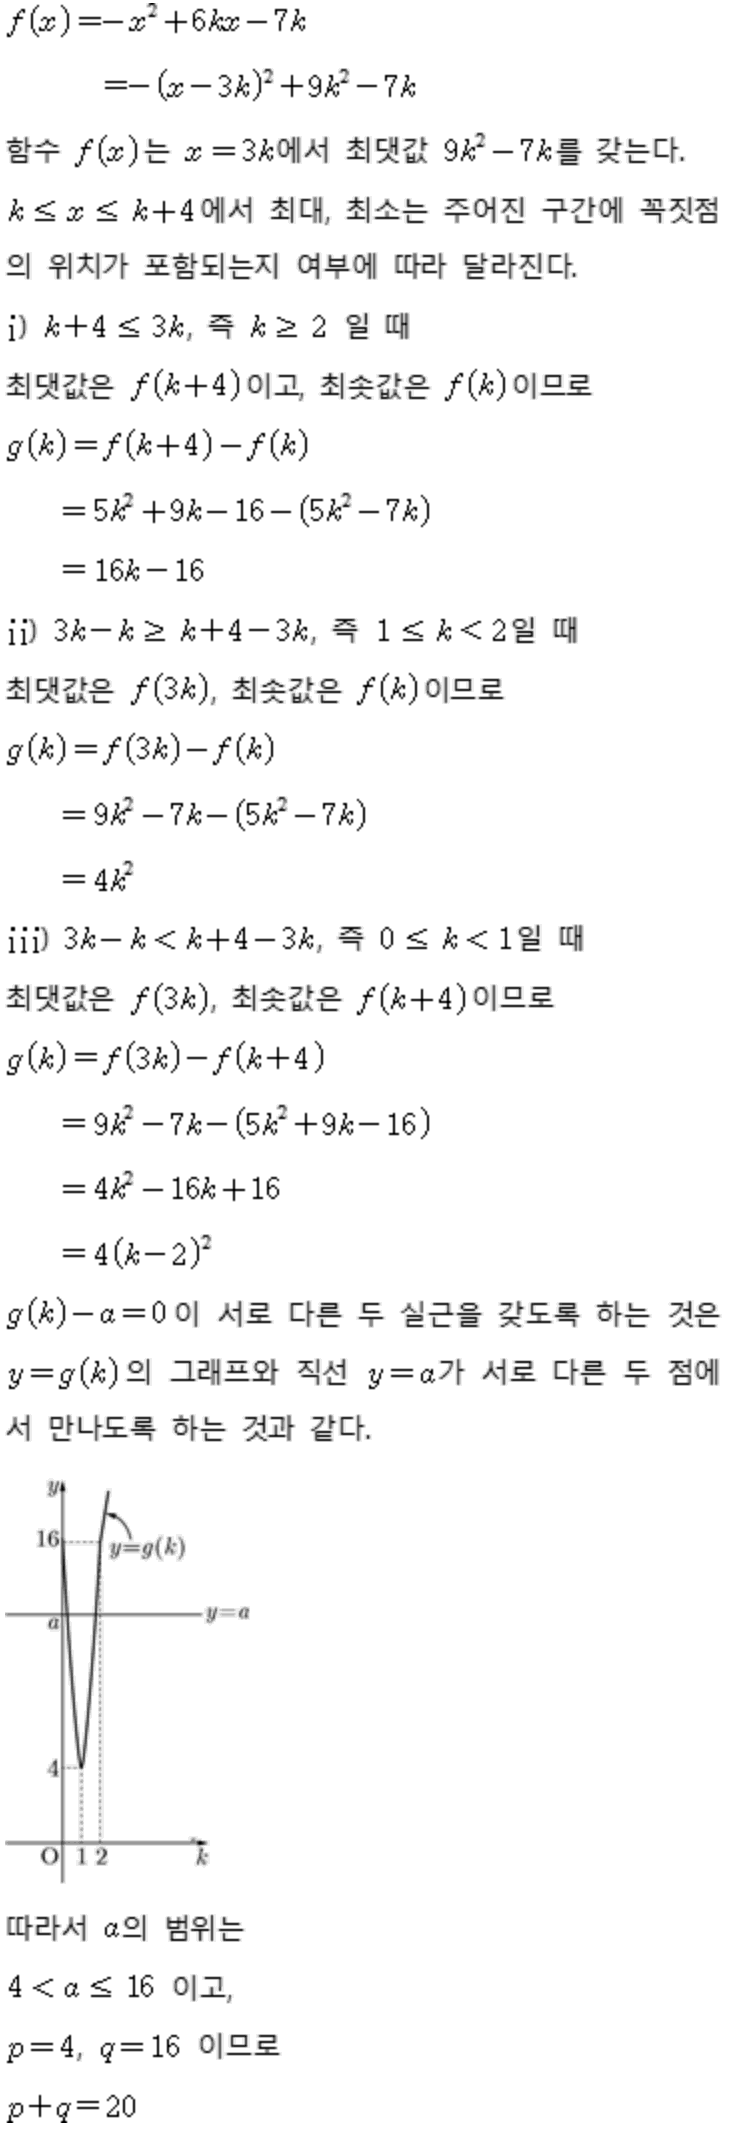 f(x)=-x²+6kx-7k
=-(x-3k)²+9k²-7k
함수 f(x)는 x=3k에서 최댓값 9k²-7k를 갖는다.
k≤x≤k+4에서 최대, 최소는 주어진 구간에 꼭짓점
의 위치가 포함되는지 여부에 따라 달라진다.
i) k+4≤3k, 즉 k≥2 일 때
최댓값은 f(k+4)이고, 최솟값은 f(k)이므로
g(k)=f(k+4)-f(k)
=5k²+9k-16-(5k²-7k)
=16k-16
ii) 3k-k≥k+4-3k, 즉 1≤k<2일 때
최댓값은 f(3k), 최솟값은 f(k)이므로
g(k)=f(3k)-f(k)
=9k²-7k-(5k²-7k)
=4k²
iii) 3k-k<k+4-3k, 즉 0≤k<1일 때
최댓값은 f(3k), 최솟값은 f(k+4)이므로
g(k)=f(3k)-f(k+4)
=9k²-7k-(5k²+9k-16)
=4k²-16k+16
=4(k-2)²
g(k)-a=0이 서로 다른 두 실근을 갖도록 하는 것은
y=g(k)의 그래프와 직선 y=a가 서로 다른 두 점에
서 만나도록 하는 것과 같다.
y
16
y=g(k)
y=a
a
4
O 1 2 k
따라서 a의 범위는
4<a≤16 이고,
p=4, q=16 이므로
p+q=20